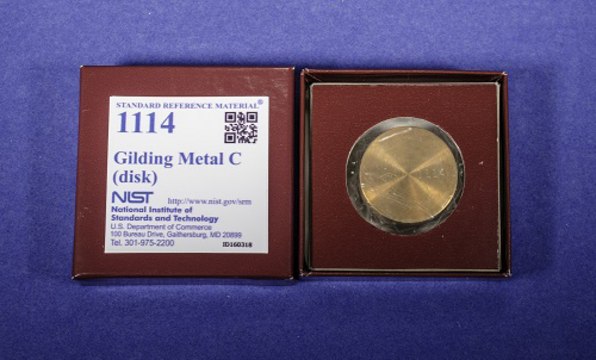 STANDARD REFERENCE MATERIAL®
1114
Gilding Metal C
(disk)
NIST http://www.nist.gov/srm
National Institute of
Standards and Technology
U.S. Department of Commerce
100 Bureau Drive, Gaithersburg, MD 20899
Tel. 301-975-2200 ID160318
1114